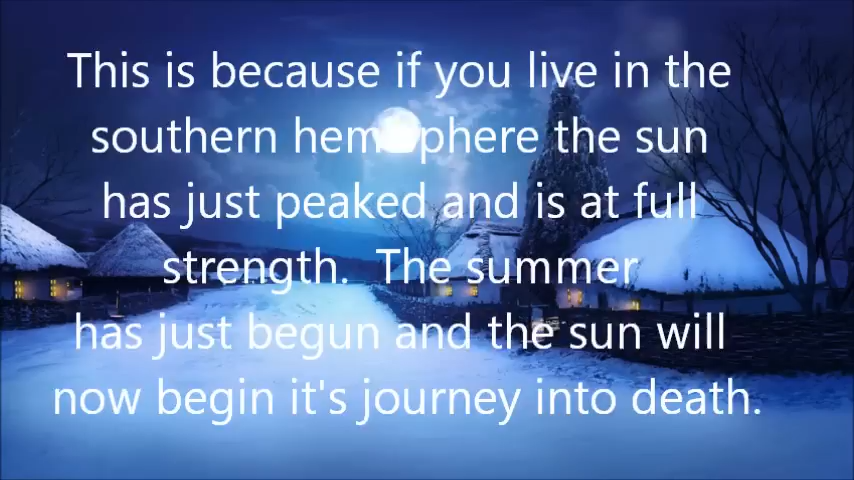 This is because if you live in the
southern hemisphere the sun
has just peaked and is at full
strength.  The summer
has just begun and the sun will
now begin it's journey into death.